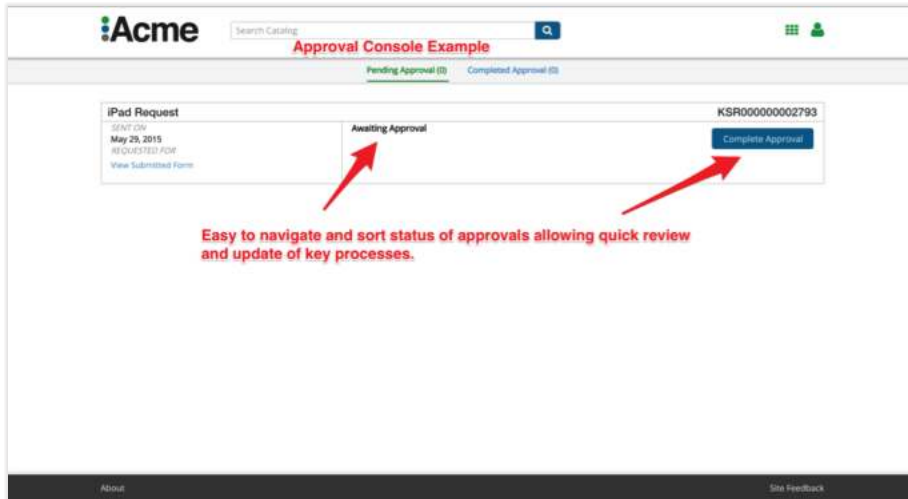 Acme
Search Catalog
Approval Console Example
Pending Approval (0) Completed Approval (0)
iPad Request KSR000000002793
SENT ON
Awaiting Approval
May 29, 2015
Complete Approval
REQUESTED FOR
View Submitted Form
Easy to navigate and sort status of approvals allowing quick review
and update of key processes.
About Site Feedback